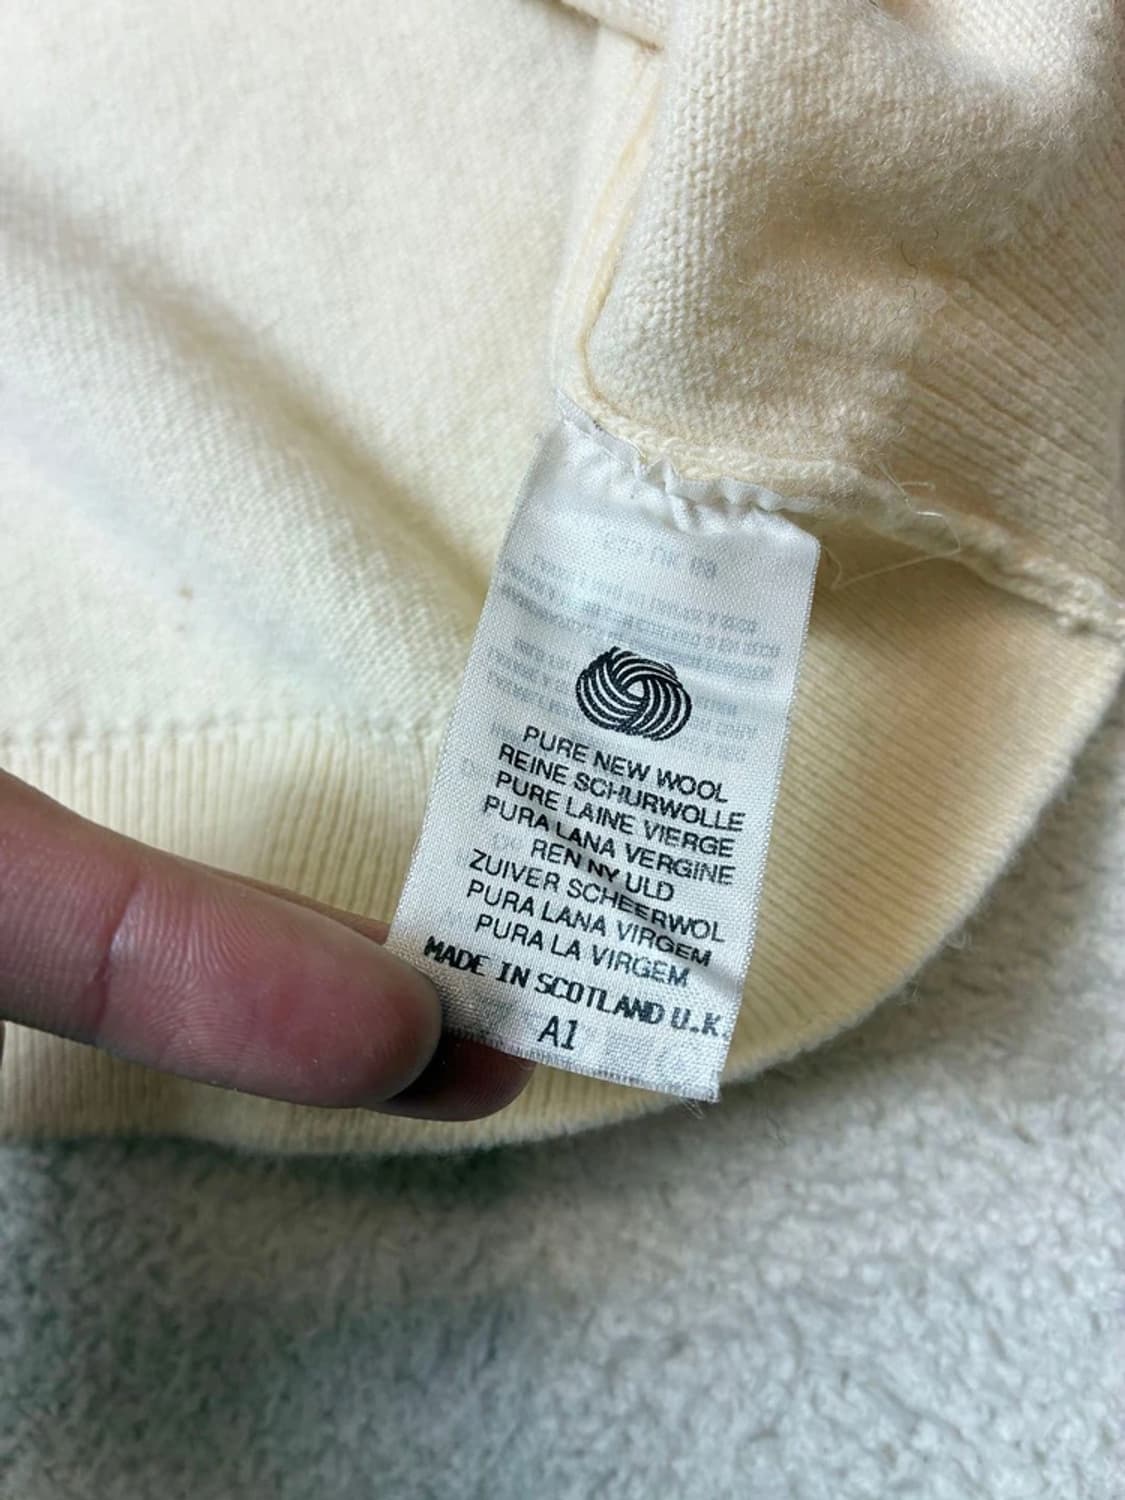 PURE NEW WOOL
REINE SCHURWOLLE
PURE LAINE VIERGE
PURA LANA VERGINE
REN NY ULD
ZUIVER SCHEERWOL
PURA LANA VIRGEM
PURA LA VIRGEM
MADE IN SCOTLAND U.K.
A1